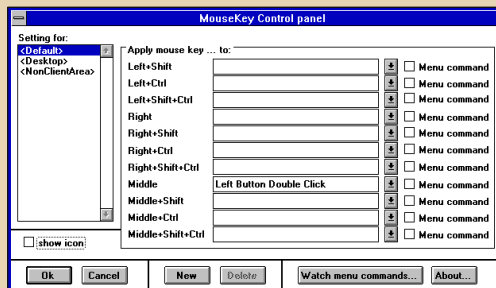 MouseKey Control panel
Setting for:
<Default>
<Desktop>
<NonClientArea>
Apply mouse key ... to:
Left+Shift Menu command
Left+Ctrl Menu command
Left+Shift+Ctrl Menu command
Right Menu command
Right+Shift Menu command
Right+Ctrl Menu command
Right+Shift+Ctrl Menu command
Middle Left Button Double Click Menu command
Middle+Shift Menu command
Middle+Ctrl Menu command
Middle+Shift+Ctrl Menu command
show icon
Ok Cancel New Delete Watch menu commands... About...